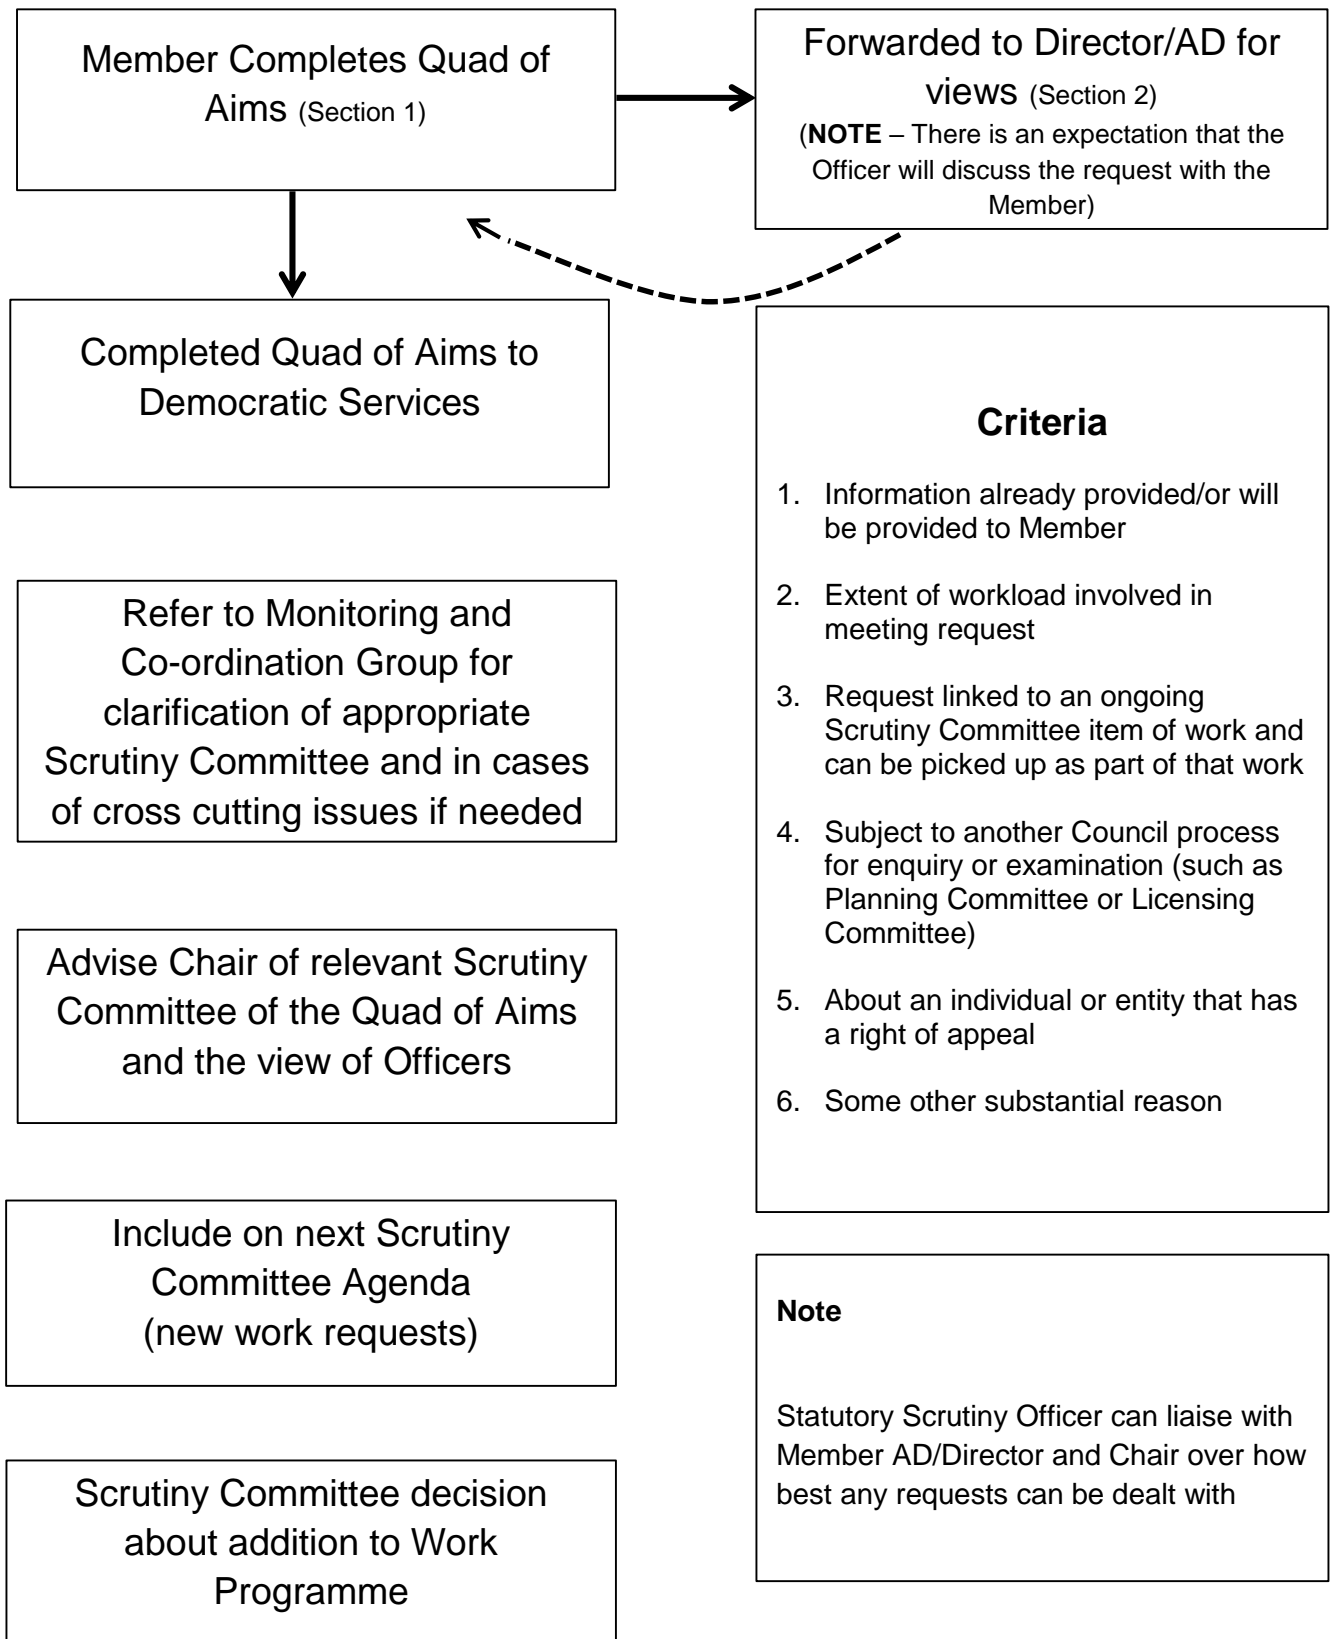 Member Completes Quad of
Aims (Section 1)
Forwarded to Director/AD for
views (Section 2)
(NOTE – There is an expectation that the
Officer will discuss the request with the
Member)
Completed Quad of Aims to
Democratic Services
Refer to Monitoring and
Co-ordination Group for
clarification of appropriate
Scrutiny Committee and in cases
of cross cutting issues if needed
Advise Chair of relevant Scrutiny
Committee of the Quad of Aims
and the view of Officers
Include on next Scrutiny
Committee Agenda
(new work requests)
Scrutiny Committee decision
about addition to Work
Programme
Criteria
1. Information already provided/or will
be provided to Member
2. Extent of workload involved in
meeting request
3. Request linked to an ongoing
Scrutiny Committee item of work and
can be picked up as part of that work
4. Subject to another Council process
for enquiry or examination (such as
Planning Committee or Licensing
Committee)
5. About an individual or entity that has
a right of appeal
6. Some other substantial reason
Note
Statutory Scrutiny Officer can liaise with
Member AD/Director and Chair over how
best any requests can be dealt with